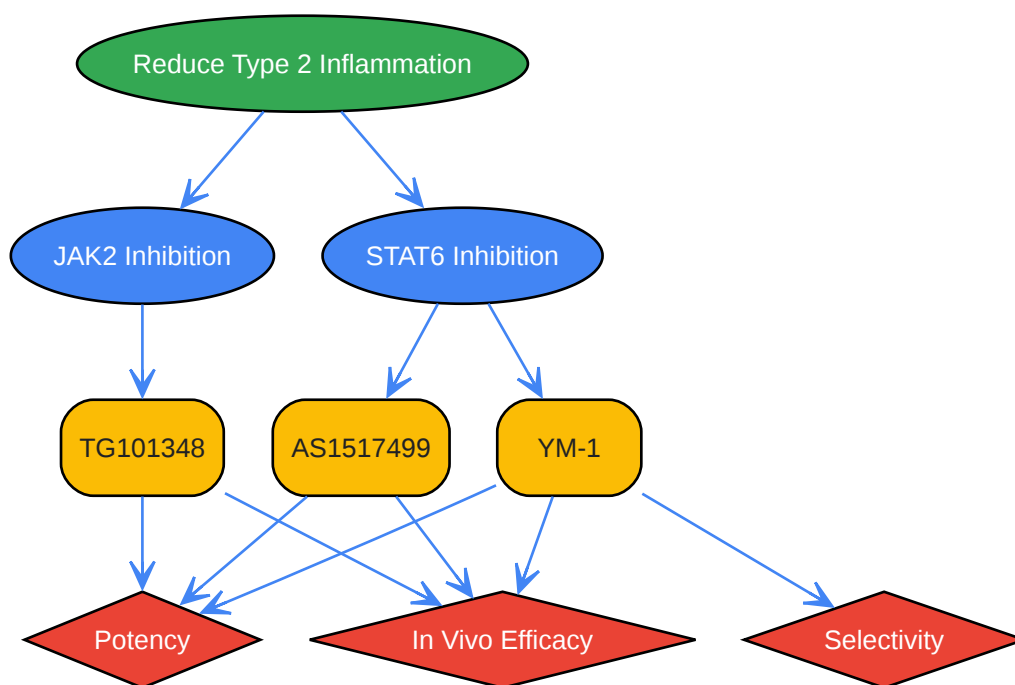 Reduce Type 2 Inflammation
JAK2 Inhibition
STAT6 Inhibition
TG101348
AS1517499
YM-1
Potency
In Vivo Efficacy
Selectivity